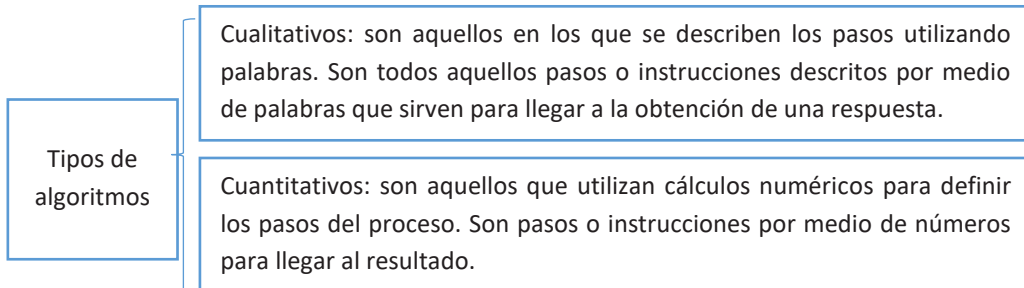 Tipos de
algoritmos
Cualitativos: son aquellos en los que se describen los pasos utilizando
palabras. Son todos aquellos pasos o instrucciones descritos por medio
de palabras que sirven para llegar a la obtención de una respuesta.
Cuantitativos: son aquellos que utilizan cálculos numéricos para definir
los pasos del proceso. Son pasos o instrucciones por medio de números
para llegar al resultado.